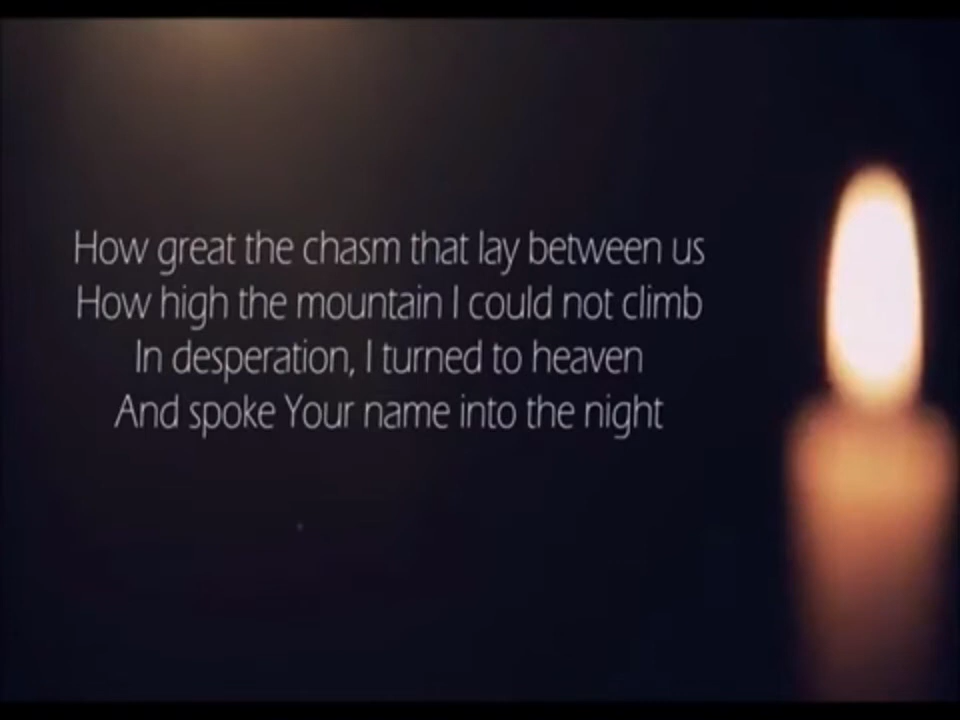 How great the chasm that lay between us
How high the mountain I could not climb
In desperation, I turned to heaven
And spoke Your name into the night